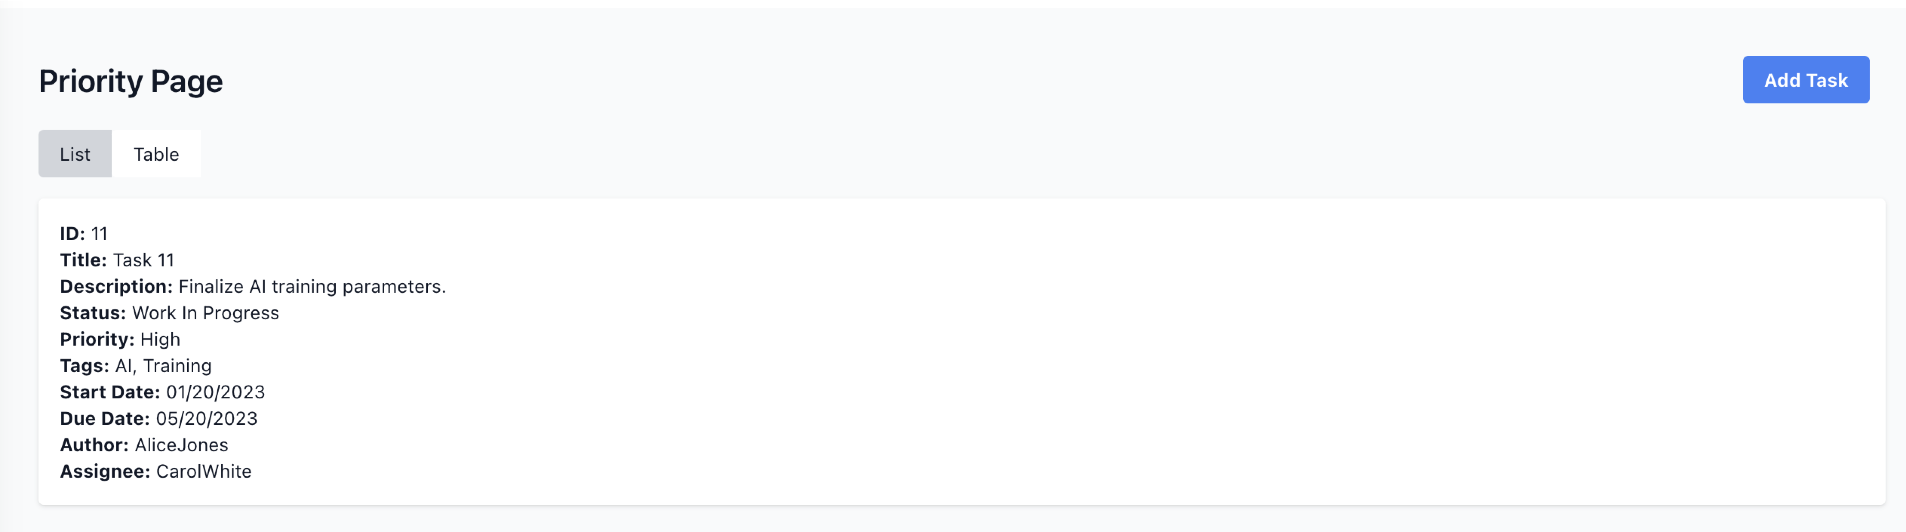 Priority Page
Add Task
List
Table
ID: 11
Title: Task 11
Description: Finalize AI training parameters.
Status: Work In Progress
Priority: High
Tags: AI, Training
Start Date: 01/20/2023
Due Date: 05/20/2023
Author: AliceJones
Assignee: CarolWhite